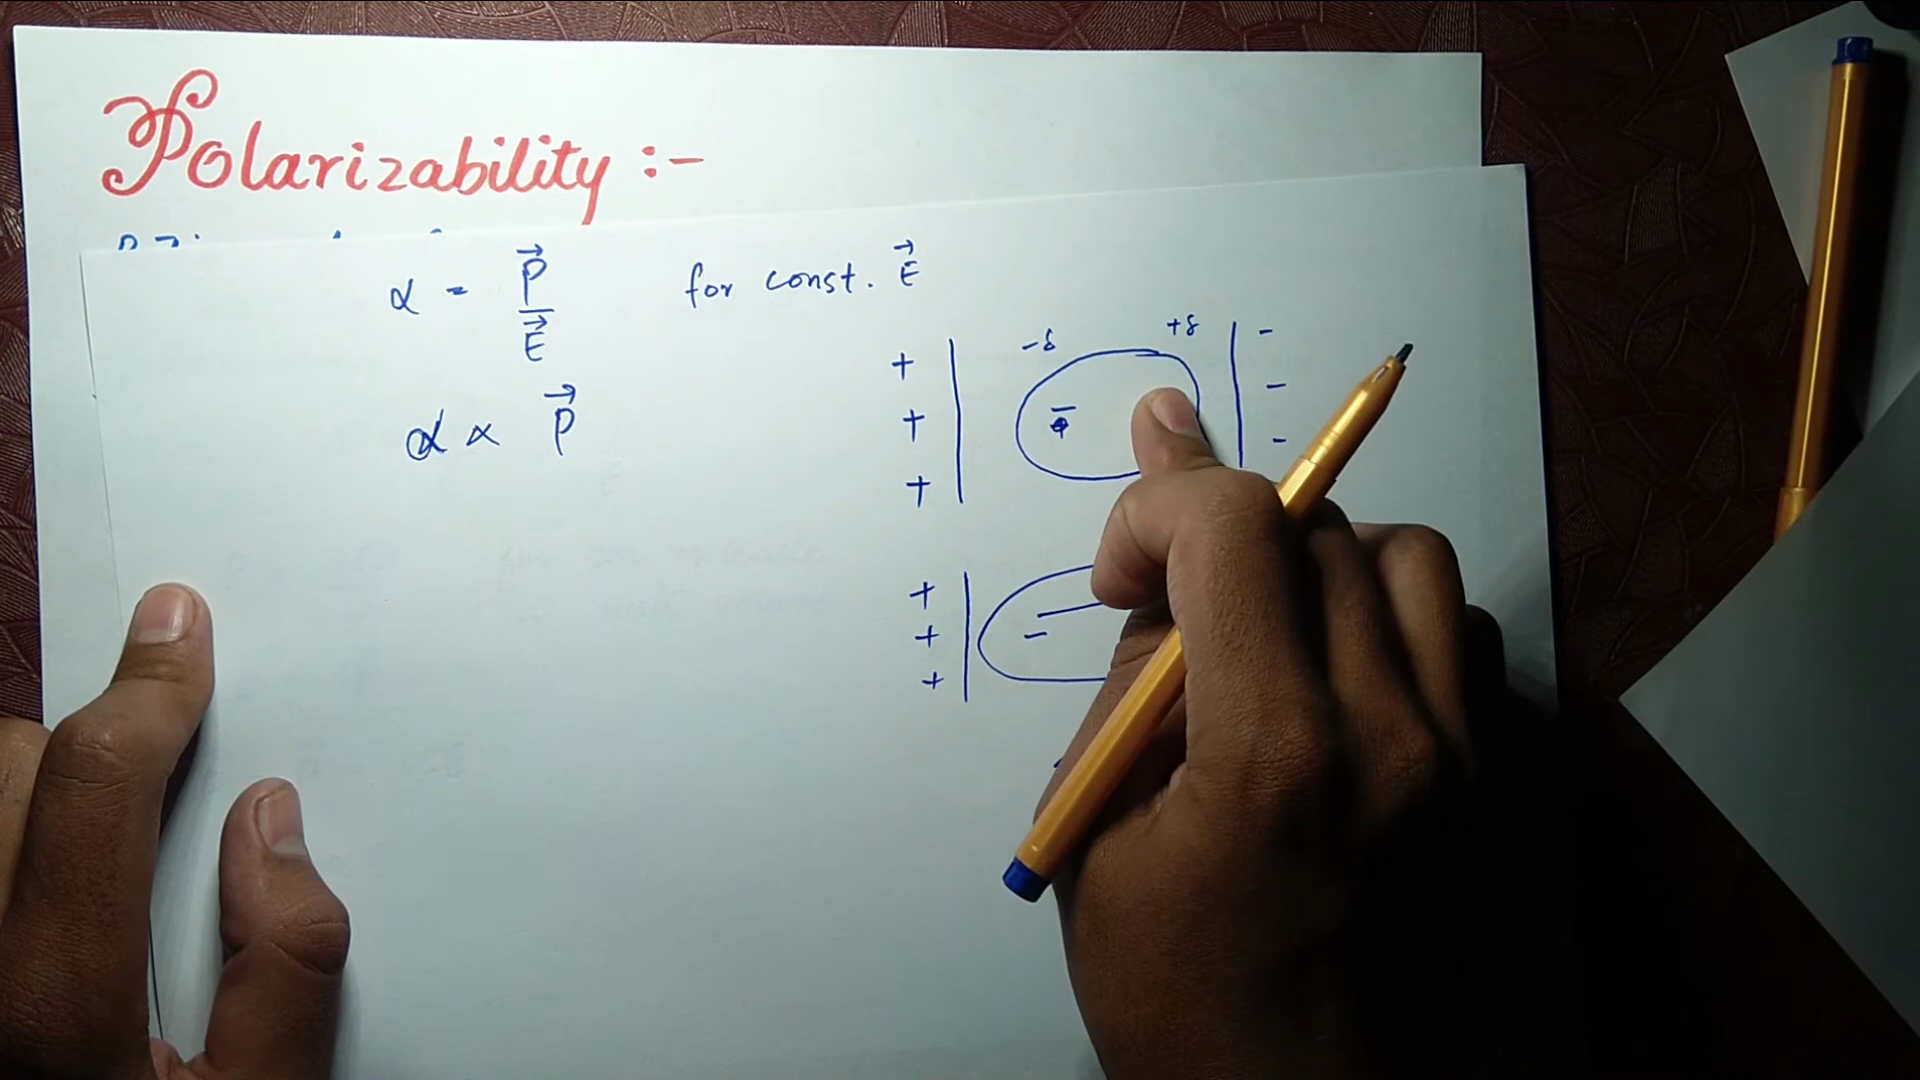 Polarizability :-
α = P⃗ / E⃗ for const. E⃗
α ∝ P⃗
-δ +δ
+ -
+ - -
+ -
+
+ -
+